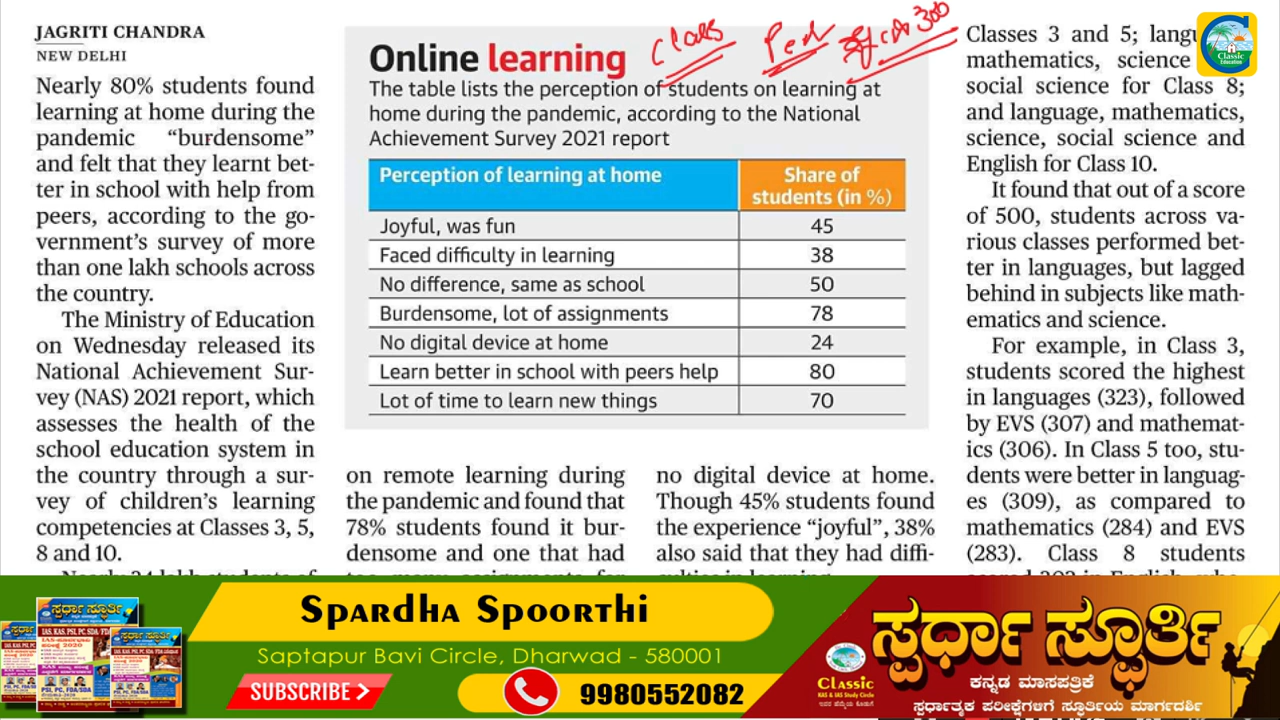 JAGRITI CHANDRA
NEW DELHI
Nearly 80% students found
learning at home during the
pandemic “burdensome”
and felt that they learnt bet-
ter in school with help from
peers, according to the go-
vernment’s survey of more
than one lakh schools across
the country.
The Ministry of Education
on Wednesday released its
National Achievement Sur-
vey (NAS) 2021 report, which
assesses the health of the
school education system in
the country through a sur-
vey of children’s learning
competencies at Classes 3, 5,
8 and 10.
Class
Online learning
The table lists the perception of students on learning at
home during the pandemic, according to the National
Achievement Survey 2021 report
Perception of learning at home Share of students (in %)
Joyful, was fun 45
Faced difficulty in learning 38
No difference, same as school 50
Burdensome, lot of assignments 78
No digital device at home 24
Learn better in school with peers help 80
Lot of time to learn new things 70
on remote learning during
the pandemic and found that
78% students found it bur-
densome and one that had
no digital device at home.
Though 45% students found
the experience “joyful”, 38%
also said that they had diffi-
Classes 3 and 5;
mathematics, science
social science for Class 8;
and language, mathematics,
science, social science and
English for Class 10.
It found that out of a score
of 500, students across va-
rious classes performed bet-
ter in languages, but lagged
behind in subjects like math-
ematics and science.
For example, in Class 3,
students scored the highest
in languages (323), followed
by EVS (307) and mathemat-
ics (306). In Class 5 too, stu-
dents were better in languag-
es (309), as compared to
mathematics (284) and EVS
(283). Class 8 students
Classic
Education
SPARDHA SPOORTHI
Saptapur Bavi Circle, Dharwad - 580001
SUBSCRIBE
9980552082
Classic
KAS & IAS Study Circle
ಸ್ಪರ್ಧಾ ಸ್ಫೂರ್ತಿ
ಕನ್ನಡ ಮಾಸಪತ್ರಿಕೆ
ಸ್ಪರ್ಧಾತ್ಮಕ ಪರೀಕ್ಷೆಗಳಿಗೆ ಸ್ಫೂರ್ತಿಯ ಮಾರ್ಗದರ್ಶಿ